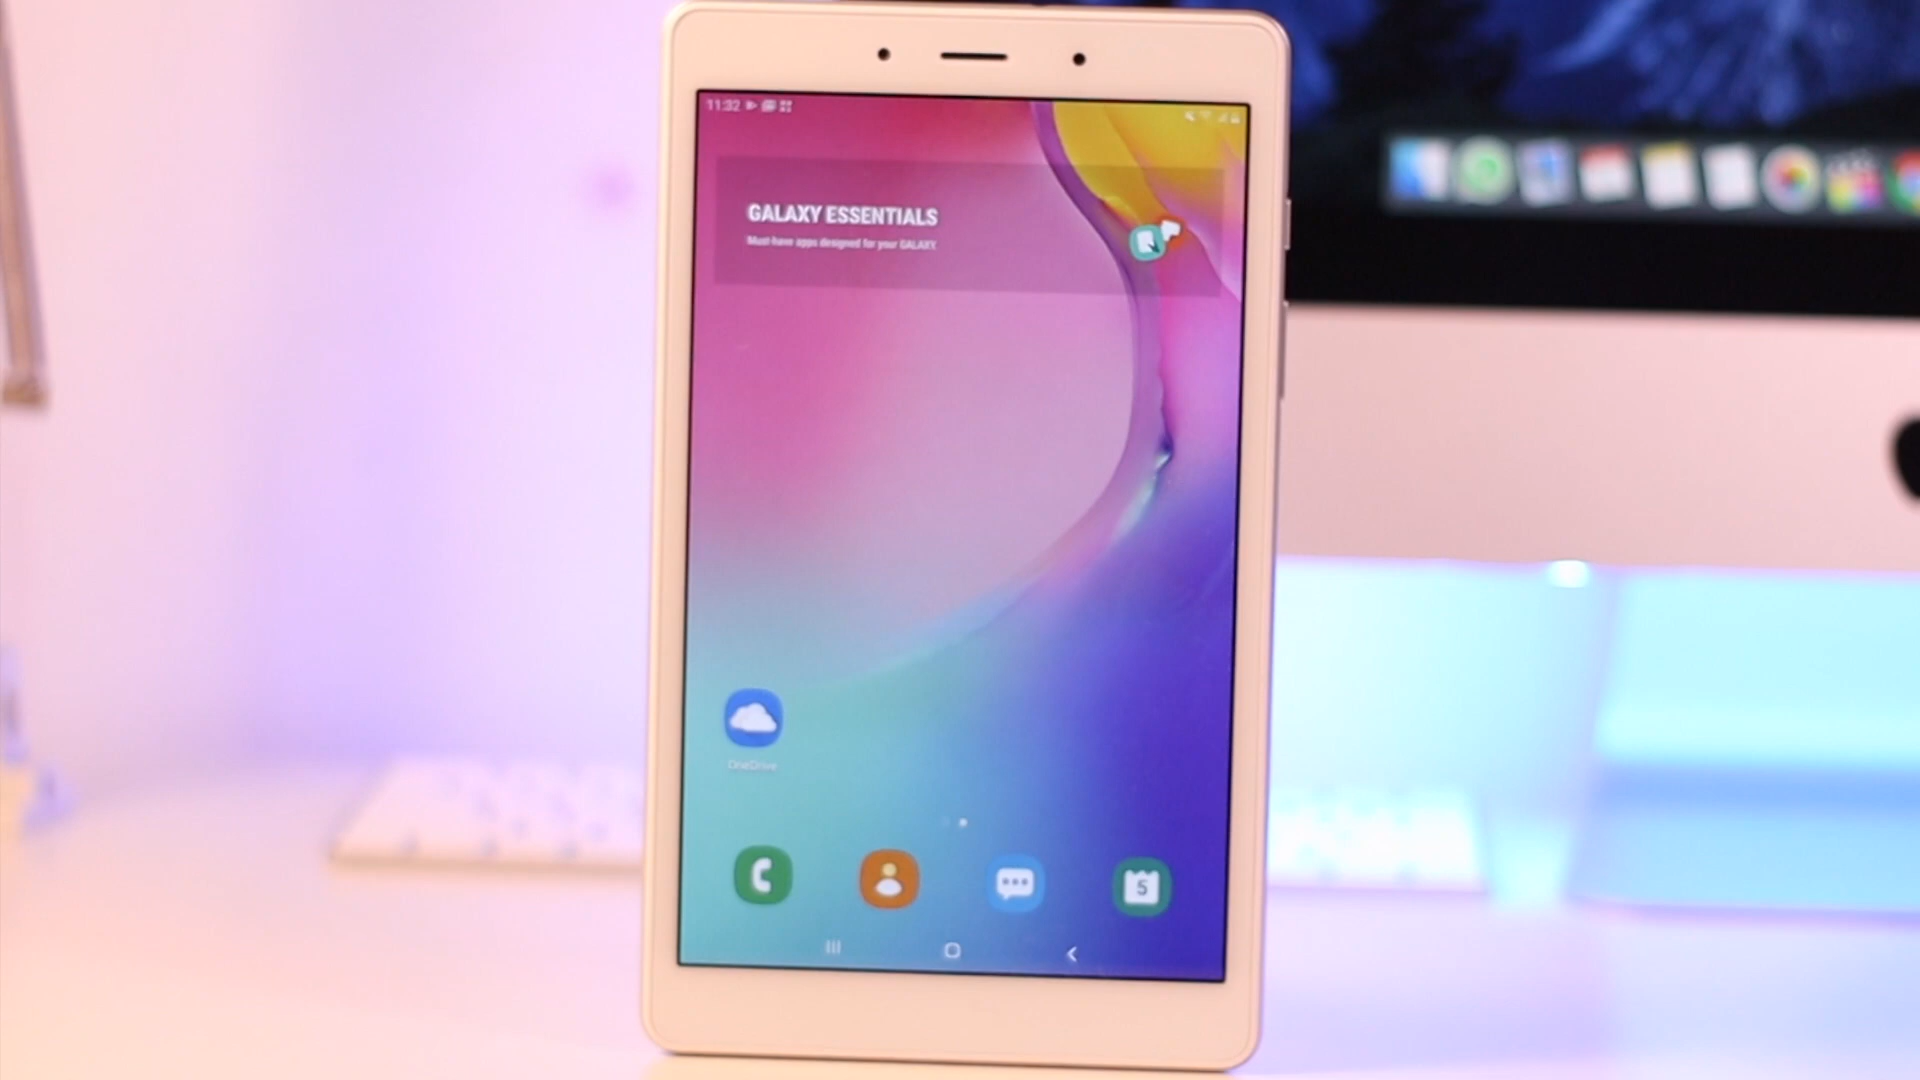 11:32
GALAXY ESSENTIALS
Must-have apps designed for your GALAXY.
OneDrive
5